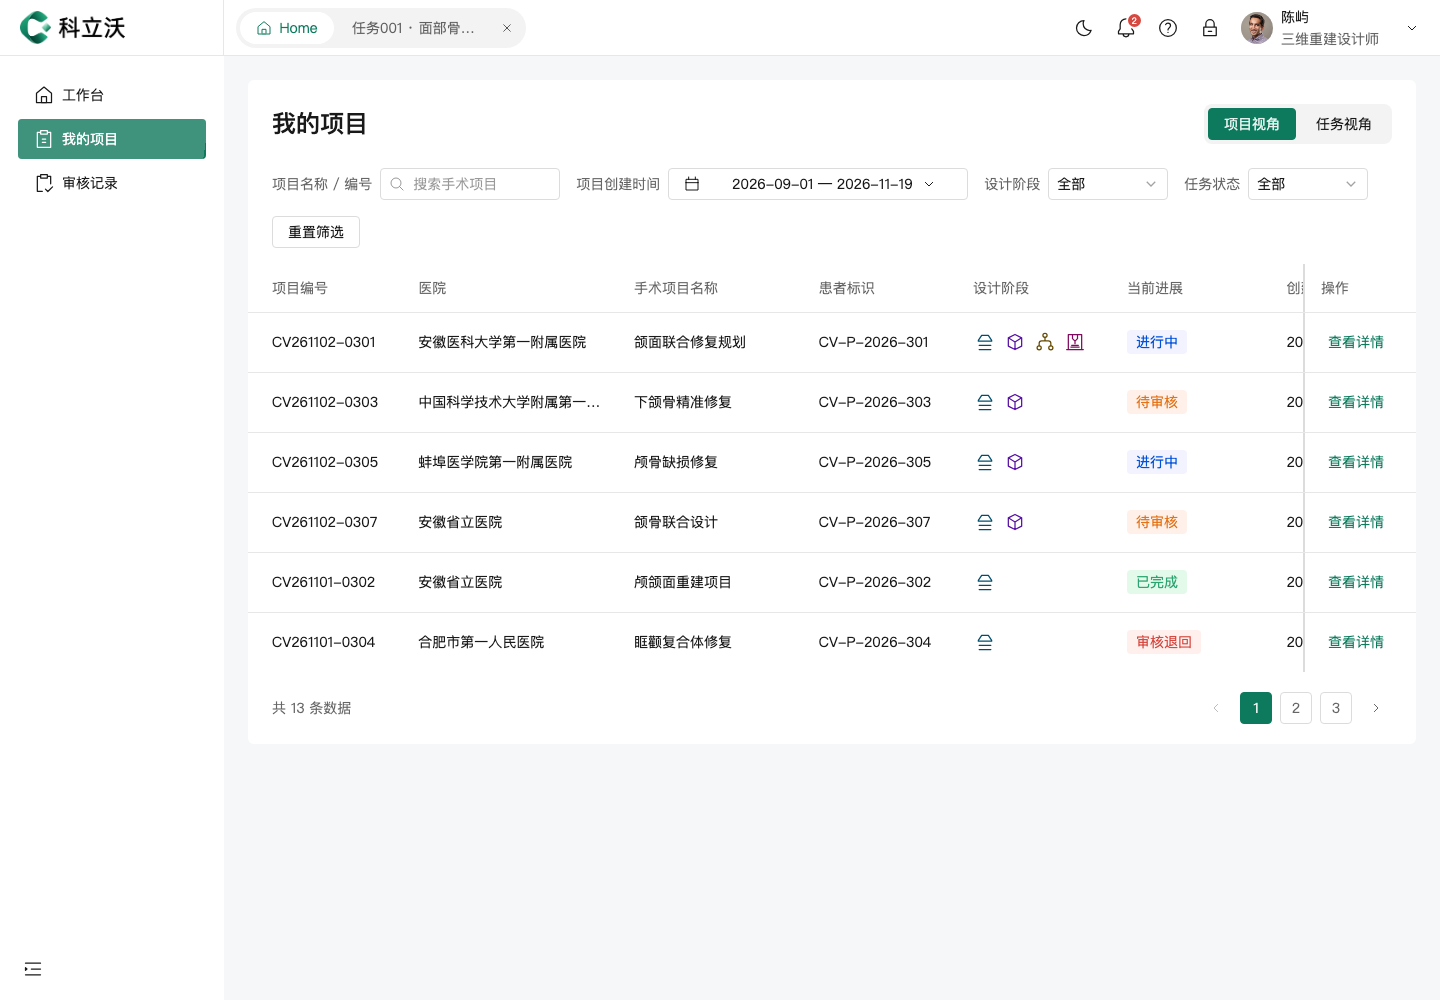 科立沃
Home
任务001 · 面部骨...
2
陈屿
三维重建设计师
工作台
我的项目
审核记录
我的项目
项目视角
任务视角
项目名称 / 编号
搜索手术项目
项目创建时间
2026-09-01 — 2026-11-19
设计阶段
全部
任务状态
全部
重置筛选
项目编号 医院 手术项目名称 患者标识 设计阶段 当前进展 创 操作
CV261102-0301 安徽医科大学第一附属医院 颌面联合修复规划 CV-P-2026-301 进行中 20 查看详情
CV261102-0303 中国科学技术大学附属第一... 下颌骨精准修复 CV-P-2026-303 待审核 20 查看详情
CV261102-0305 蚌埠医学院第一附属医院 颅骨缺损修复 CV-P-2026-305 进行中 20 查看详情
CV261102-0307 安徽省立医院 颌骨联合设计 CV-P-2026-307 待审核 20 查看详情
CV261101-0302 安徽省立医院 颅颌面重建项目 CV-P-2026-302 已完成 20 查看详情
CV261101-0304 合肥市第一人民医院 眶颧复合体修复 CV-P-2026-304 审核退回 20 查看详情
共 13 条数据
1 2 3